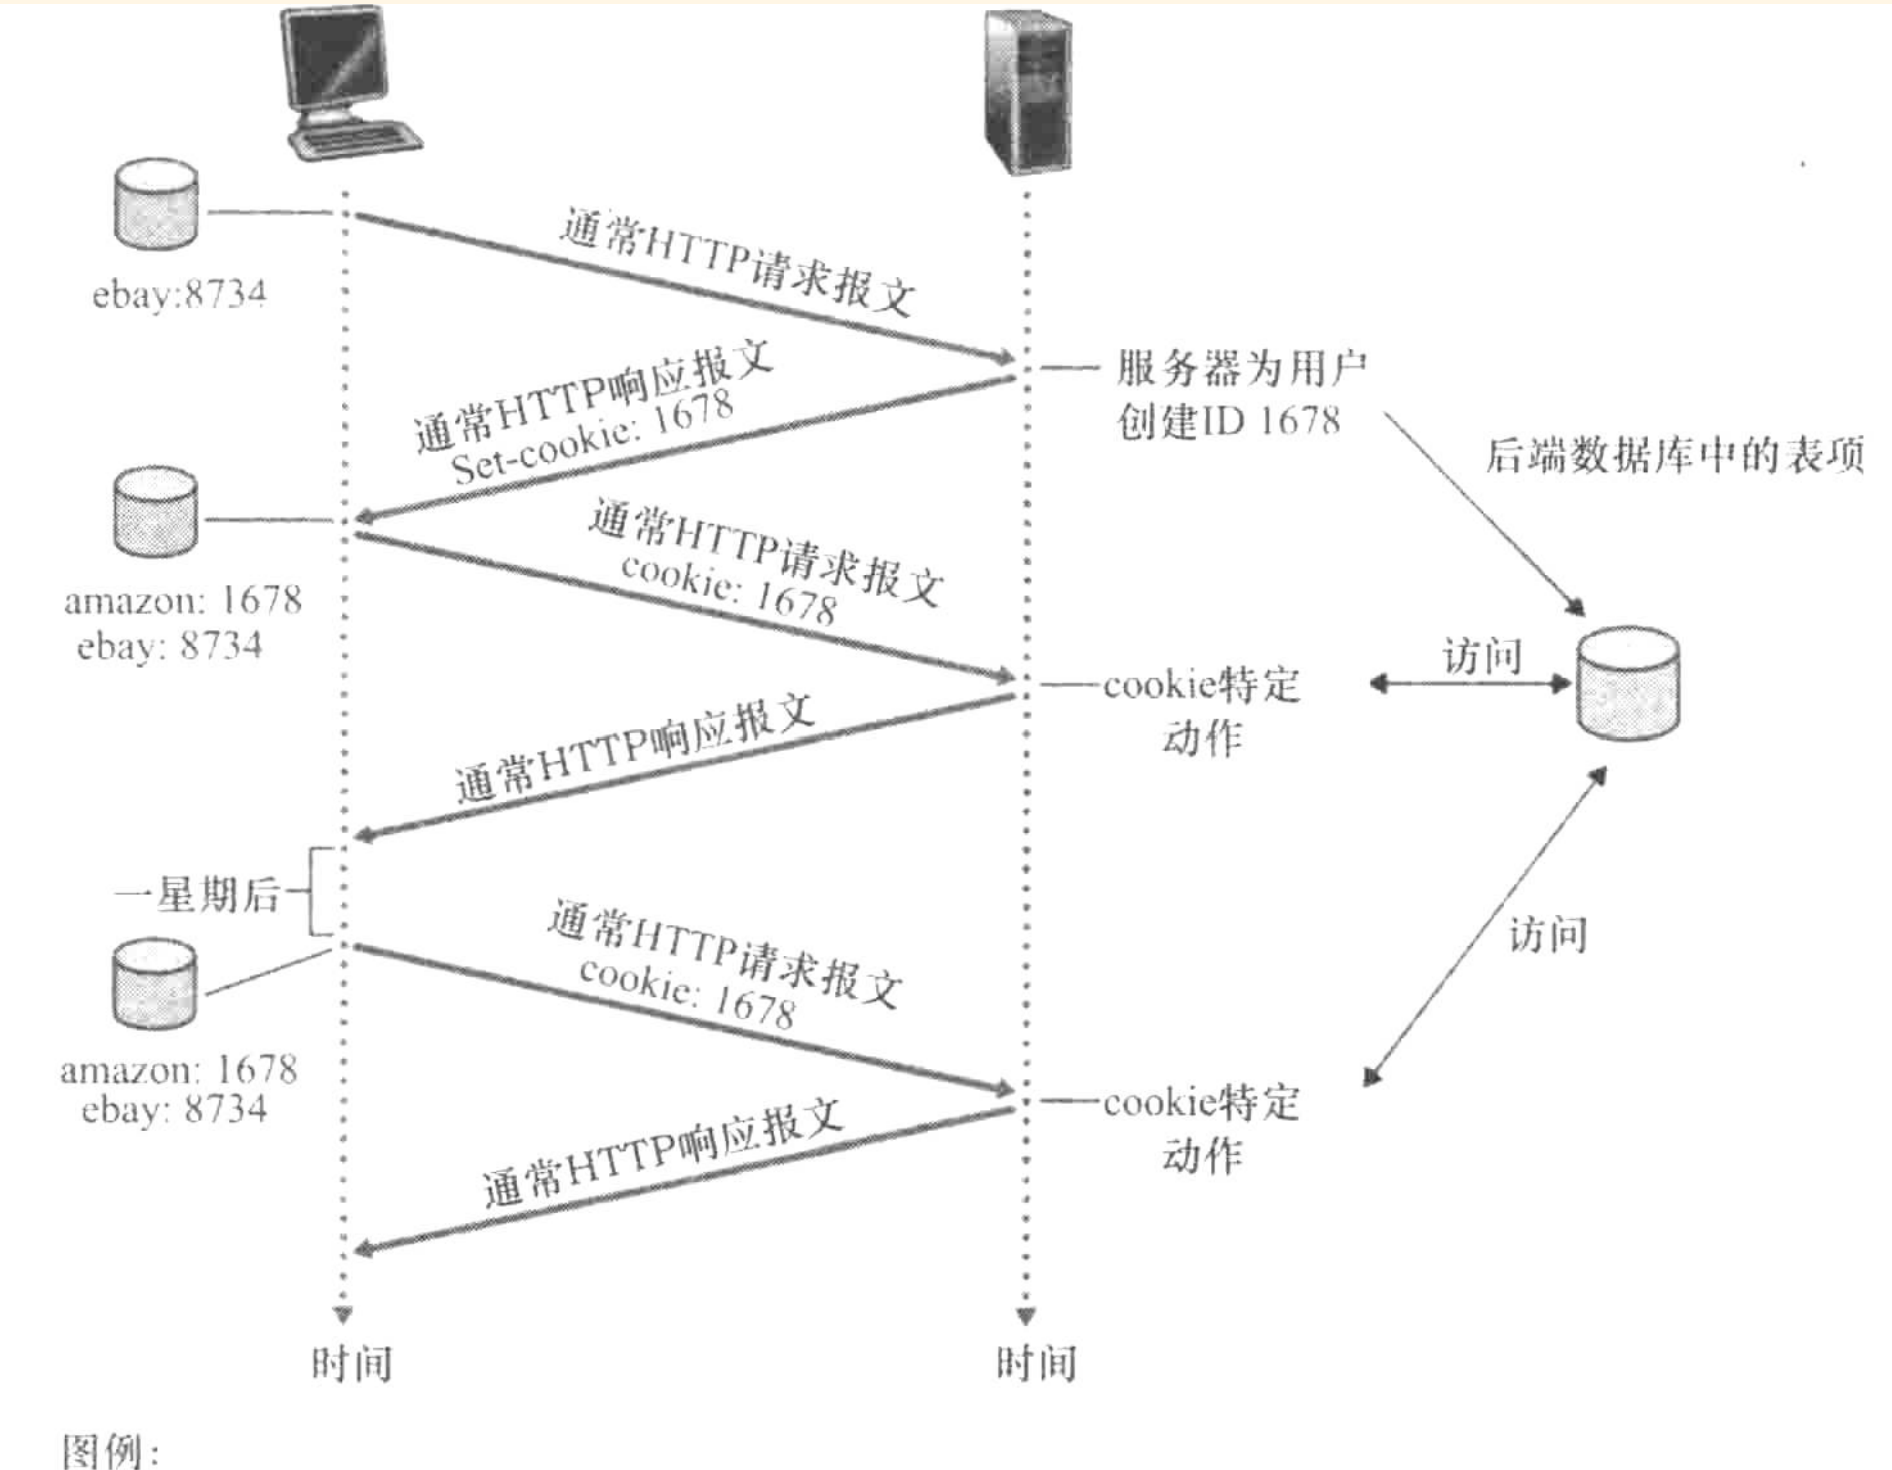 通常HTTP请求报文
ebay:8734
服务器为用户
创建ID 1678
通常HTTP响应报文
Set-cookie: 1678
后端数据库中的表项
通常HTTP请求报文
cookie: 1678
amazon: 1678
ebay: 8734
访问
cookie特定
动作
通常HTTP响应报文
一星期后
通常HTTP请求报文
cookie: 1678
访问
amazon: 1678
ebay: 8734
cookie特定
动作
通常HTTP响应报文
时间
时间
图例: